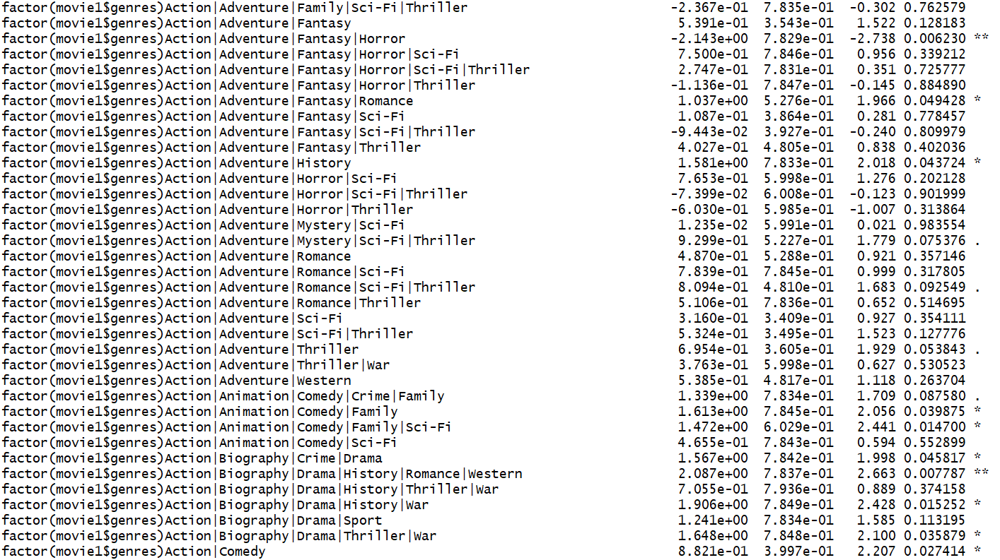 factor(movie1$genres)Action|Adventure|Family|Sci-Fi|Thriller -2.367e-01 7.835e-01 -0.302 0.762579
factor(movie1$genres)Action|Adventure|Fantasy 5.391e-01 3.543e-01 1.522 0.128183
factor(movie1$genres)Action|Adventure|Fantasy|Horror -2.143e+00 7.829e-01 -2.738 0.006230 **
factor(movie1$genres)Action|Adventure|Fantasy|Horror|Sci-Fi 7.500e-01 7.846e-01 0.956 0.339212
factor(movie1$genres)Action|Adventure|Fantasy|Horror|Sci-Fi|Thriller 2.747e-01 7.831e-01 0.351 0.725777
factor(movie1$genres)Action|Adventure|Fantasy|Horror|Thriller -1.136e-01 7.847e-01 -0.145 0.884890
factor(movie1$genres)Action|Adventure|Fantasy|Romance 1.037e+00 5.276e-01 1.966 0.049428 *
factor(movie1$genres)Action|Adventure|Fantasy|Sci-Fi 1.087e-01 3.864e-01 0.281 0.778457
factor(movie1$genres)Action|Adventure|Fantasy|Sci-Fi|Thriller -9.443e-02 3.927e-01 -0.240 0.809979
factor(movie1$genres)Action|Adventure|Fantasy|Thriller 4.027e-01 4.805e-01 0.838 0.402036
factor(movie1$genres)Action|Adventure|History 1.581e+00 7.833e-01 2.018 0.043724 *
factor(movie1$genres)Action|Adventure|Horror|Sci-Fi 7.653e-01 5.998e-01 1.276 0.202128
factor(movie1$genres)Action|Adventure|Horror|Sci-Fi|Thriller -7.399e-02 6.008e-01 -0.123 0.901999
factor(movie1$genres)Action|Adventure|Horror|Thriller -6.030e-01 5.985e-01 -1.007 0.313864
factor(movie1$genres)Action|Adventure|Mystery|Sci-Fi 1.235e-02 5.991e-01 0.021 0.983554
factor(movie1$genres)Action|Adventure|Mystery|Sci-Fi|Thriller 9.299e-01 5.227e-01 1.779 0.075376 .
factor(movie1$genres)Action|Adventure|Romance 4.870e-01 5.288e-01 0.921 0.357146
factor(movie1$genres)Action|Adventure|Romance|Sci-Fi 7.839e-01 7.845e-01 0.999 0.317805
factor(movie1$genres)Action|Adventure|Romance|Sci-Fi|Thriller 8.094e-01 4.810e-01 1.683 0.092549 .
factor(movie1$genres)Action|Adventure|Romance|Thriller 5.106e-01 7.836e-01 0.652 0.514695
factor(movie1$genres)Action|Adventure|Sci-Fi 3.160e-01 3.409e-01 0.927 0.354111
factor(movie1$genres)Action|Adventure|Sci-Fi|Thriller 5.324e-01 3.495e-01 1.523 0.127776
factor(movie1$genres)Action|Adventure|Thriller 6.954e-01 3.605e-01 1.929 0.053843 .
factor(movie1$genres)Action|Adventure|Thriller|War 3.763e-01 5.998e-01 0.627 0.530523
factor(movie1$genres)Action|Adventure|Western 5.385e-01 4.817e-01 1.118 0.263704
factor(movie1$genres)Action|Animation|Comedy|Crime|Family 1.339e+00 7.834e-01 1.709 0.087580 .
factor(movie1$genres)Action|Animation|Comedy|Family 1.613e+00 7.845e-01 2.056 0.039875 *
factor(movie1$genres)Action|Animation|Comedy|Family|Sci-Fi 1.472e+00 6.029e-01 2.441 0.014700 *
factor(movie1$genres)Action|Animation|Comedy|Sci-Fi 4.655e-01 7.843e-01 0.594 0.552899
factor(movie1$genres)Action|Biography|Crime|Drama 1.567e+00 7.842e-01 1.998 0.045817 *
factor(movie1$genres)Action|Biography|Drama|History|Romance|Western 2.087e+00 7.837e-01 2.663 0.007787 **
factor(movie1$genres)Action|Biography|Drama|History|Thriller|War 7.055e-01 7.936e-01 0.889 0.374158
factor(movie1$genres)Action|Biography|Drama|History|War 1.906e+00 7.849e-01 2.428 0.015252 *
factor(movie1$genres)Action|Biography|Drama|Sport 1.241e+00 7.834e-01 1.585 0.113195
factor(movie1$genres)Action|Biography|Drama|Thriller|War 1.648e+00 7.848e-01 2.100 0.035879 *
factor(movie1$genres)Action|Comedy 8.821e-01 3.997e-01 2.207 0.027414 *